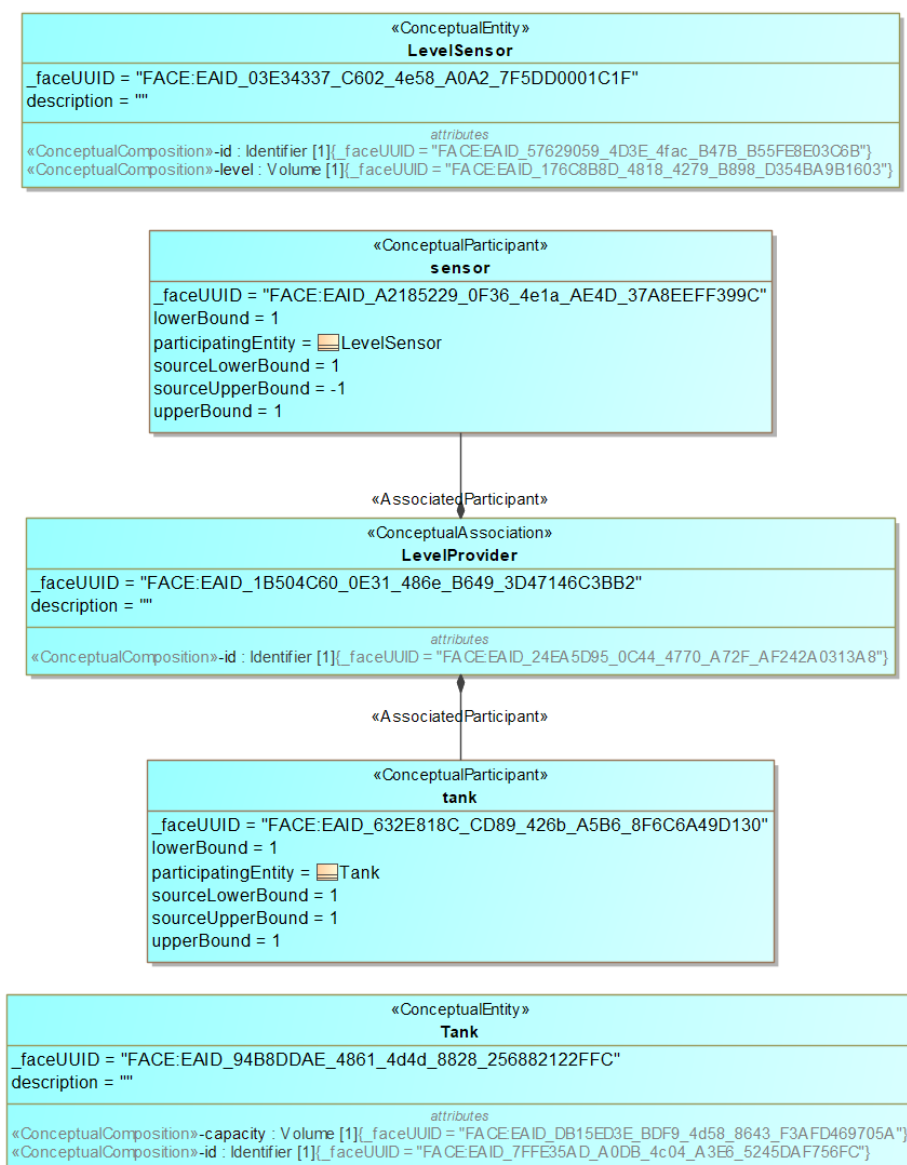 «ConceptualEntity»
LevelSensor
_faceUUID = "FACE:EAID_03E34337_C602_4e58_A0A2_7F5DD0001C1F"
description = ""
attributes
«ConceptualComposition»-id : Identifier [1]{_faceUUID = "FACE:EAID_57629059_4D3E_4fac_B47B_B55FE8E03C6B"}
«ConceptualComposition»-level : Volume [1]{_faceUUID = "FACE:EAID_176C8B8D_4818_4279_B898_D354BA9B1603"}
«ConceptualParticipant»
sensor
_faceUUID = "FACE:EAID_A2185229_0F36_4e1a_AE4D_37A8EEFF399C"
lowerBound = 1
participatingEntity = LevelSensor
sourceLowerBound = 1
sourceUpperBound = -1
upperBound = 1
«AssociatedParticipant»
«ConceptualAssociation»
LevelProvider
_faceUUID = "FACE:EAID_1B504C60_0E31_486e_B649_3D47146C3BB2"
description = ""
attributes
«ConceptualComposition»-id : Identifier [1]{_faceUUID = "FACE:EAID_24EA5D95_0C44_4770_A72F_AF242A0313A8"}
«AssociatedParticipant»
«ConceptualParticipant»
tank
_faceUUID = "FACE:EAID_632E818C_CD89_426b_A5B6_8F6C6A49D130"
lowerBound = 1
participatingEntity = Tank
sourceLowerBound = 1
sourceUpperBound = 1
upperBound = 1
«ConceptualEntity»
Tank
_faceUUID = "FACE:EAID_94B8DDAE_4861_4d4d_8828_256882122FFC"
description = ""
attributes
«ConceptualComposition»-capacity : Volume [1]{_faceUUID = "FACE:EAID_DB15ED3E_BDF9_4d58_8643_F3AFD469705A"}
«ConceptualComposition»-id : Identifier [1]{_faceUUID = "FACE:EAID_7FFE35AD_A0DB_4c04_A3E6_5245DAF756FC"}